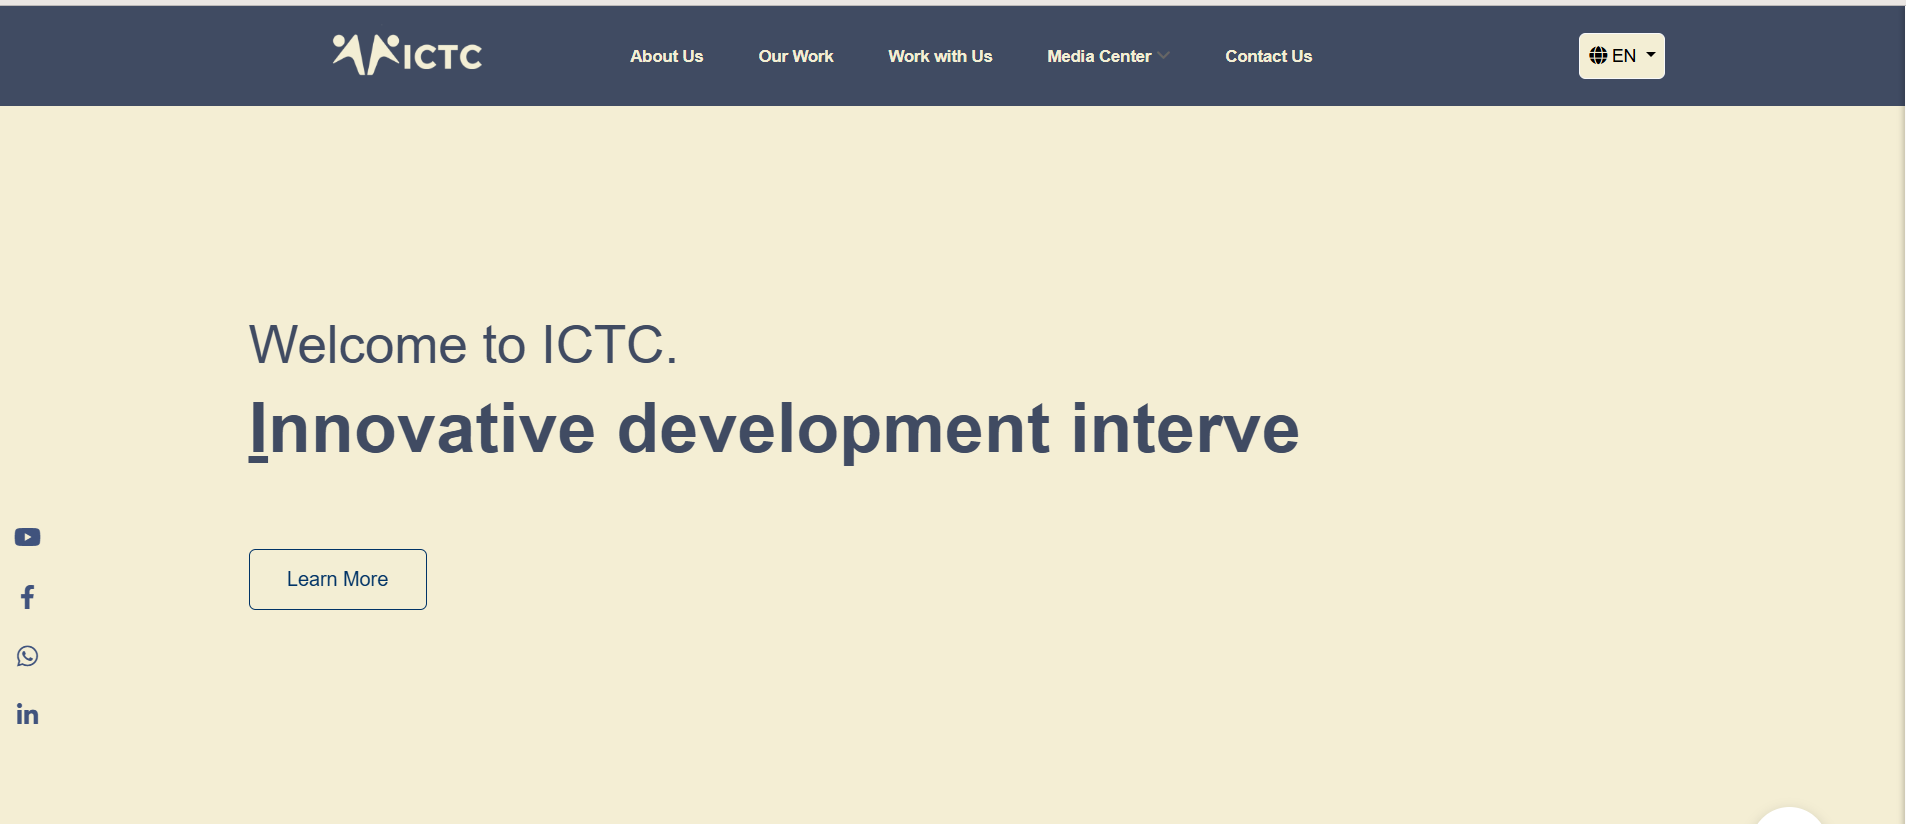 ICTC
About Us
Our Work
Work with Us
Media Center
Contact Us
EN
Welcome to ICTC.
Innovative development interve
Learn More